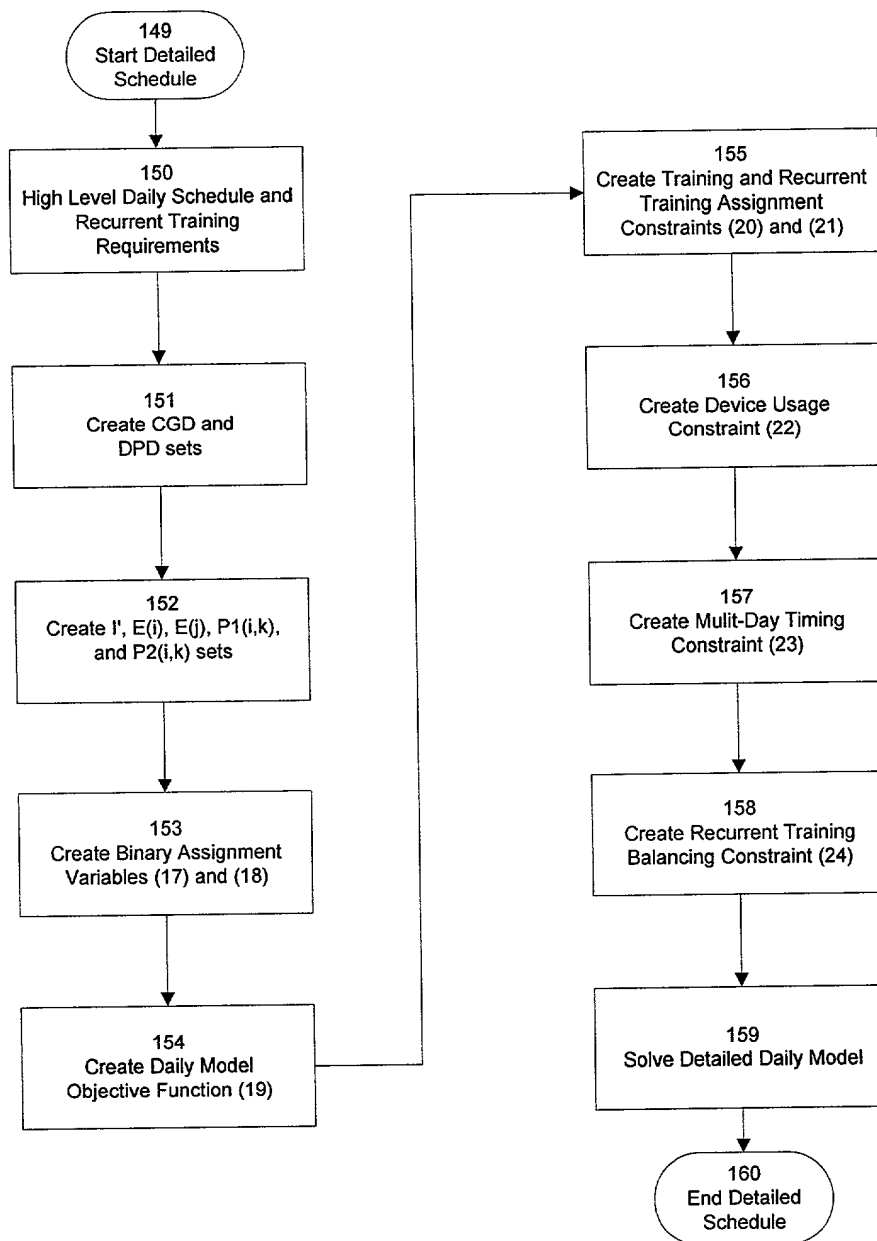 149
Start Detailed
Schedule
150
High Level Daily Schedule and
Recurrent Training
Requirements
151
Create CGD and
DPD sets
152
Create I', E(i), E(j), P1(i,k),
and P2(i,k) sets
153
Create Binary Assignment
Variables (17) and (18)
154
Create Daily Model
Objective Function (19)
155
Create Training and Recurrent
Training Assignment
Constraints (20) and (21)
156
Create Device Usage
Constraint (22)
157
Create Mulit-Day Timing
Constraint (23)
158
Create Recurrent Training
Balancing Constraint (24)
159
Solve Detailed Daily Model
160
End Detailed
Schedule